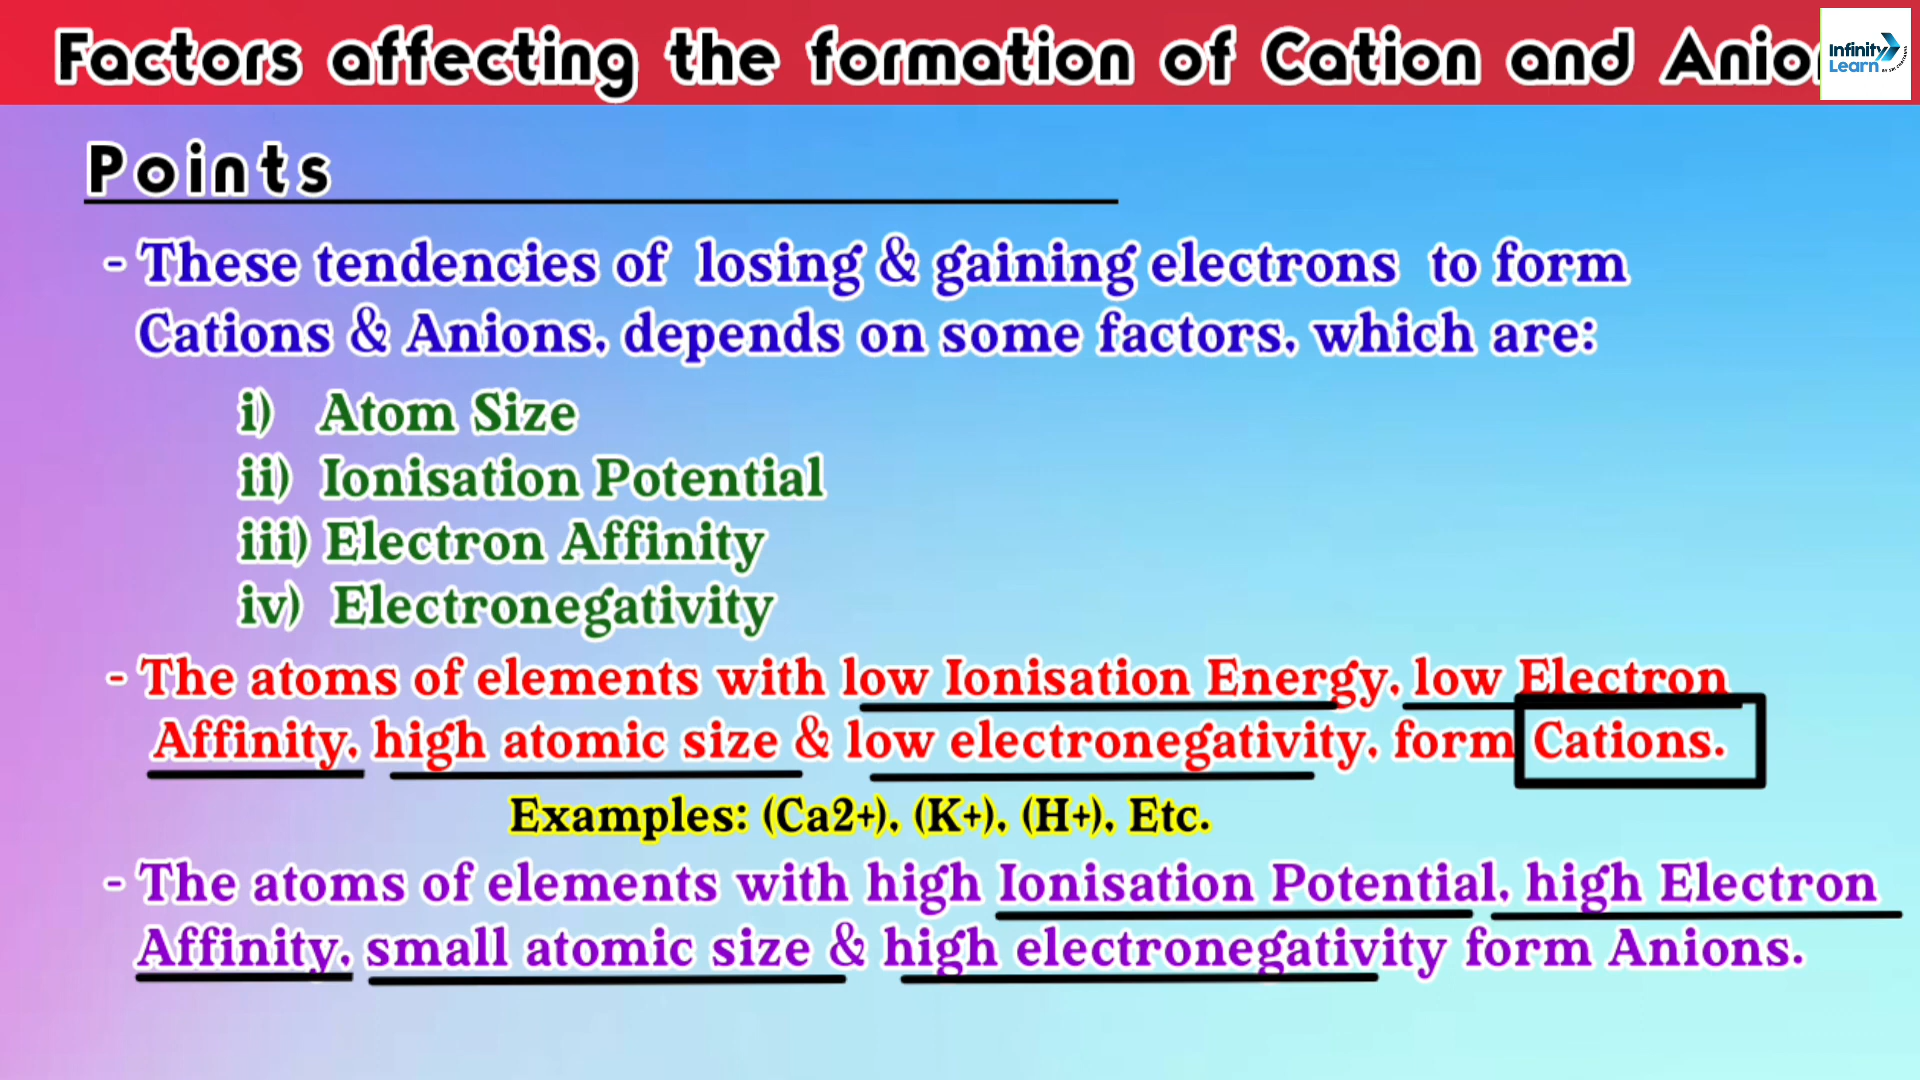 Factors affecting the formation of Cation and Anio
Infinity
Learn
Points
- These tendencies of losing & gaining electrons to form
Cations & Anions, depends on some factors, which are:
i) Atom Size
ii) Ionisation Potential
iii) Electron Affinity
iv) Electronegativity
- The atoms of elements with low Ionisation Energy, low Electron
Affinity, high atomic size & low electronegativity, form Cations.
Examples: (Ca2+), (K+), (H+), Etc.
- The atoms of elements with high Ionisation Potential, high Electron
Affinity, small atomic size & high electronegativity form Anions.